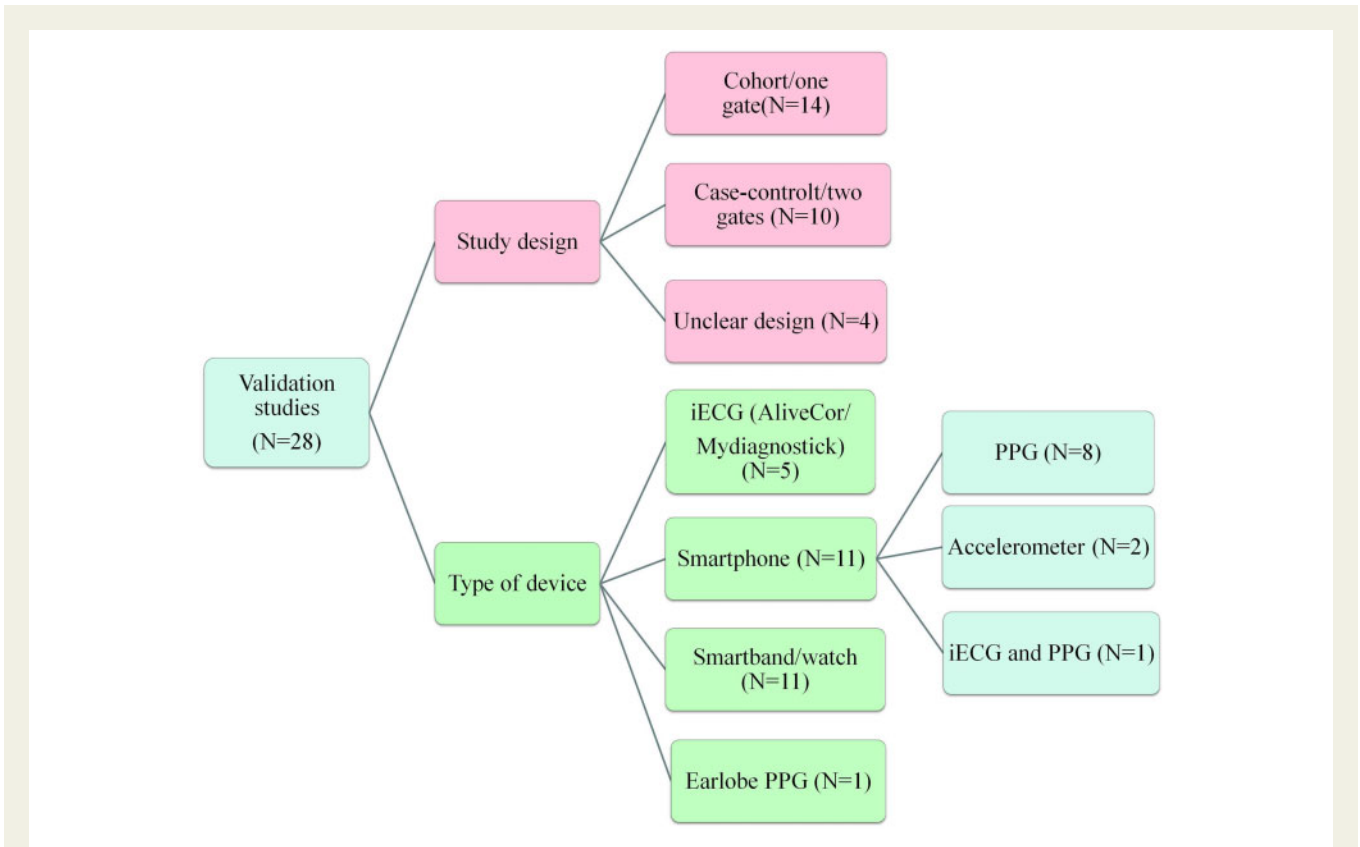 Cohort/one
gate(N=14)
Case-controlt/two
gates (N=10)
Study design
Unclear design (N=4)
Validation
studies
(N=28)
iECG (AliveCor/
Mydiagnostick)
(N=5)
PPG (N=8)
Smartphone (N=11)
Accelerometer (N=2)
Type of device
iECG and PPG (N=1)
Smartband/watch
(N=11)
Earlobe PPG (N=1)